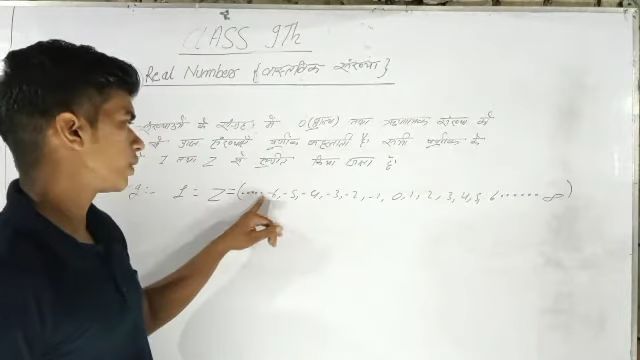 CLASS 9Th
Real Numbers {वास्तविक संख्या}
के संग्रह में 0(शून्य) तथा ऋणात्मक संख्या को
से प्राप्त संख्याएँ पूर्णांक कहलाती है। सभी पूर्णांक के
I तथा Z से सूचित किया जाता है
g:- I = Z = (.....-6,-5,-4,-3,-2,-1, 0,1,2,3,4,5,6.......∞)